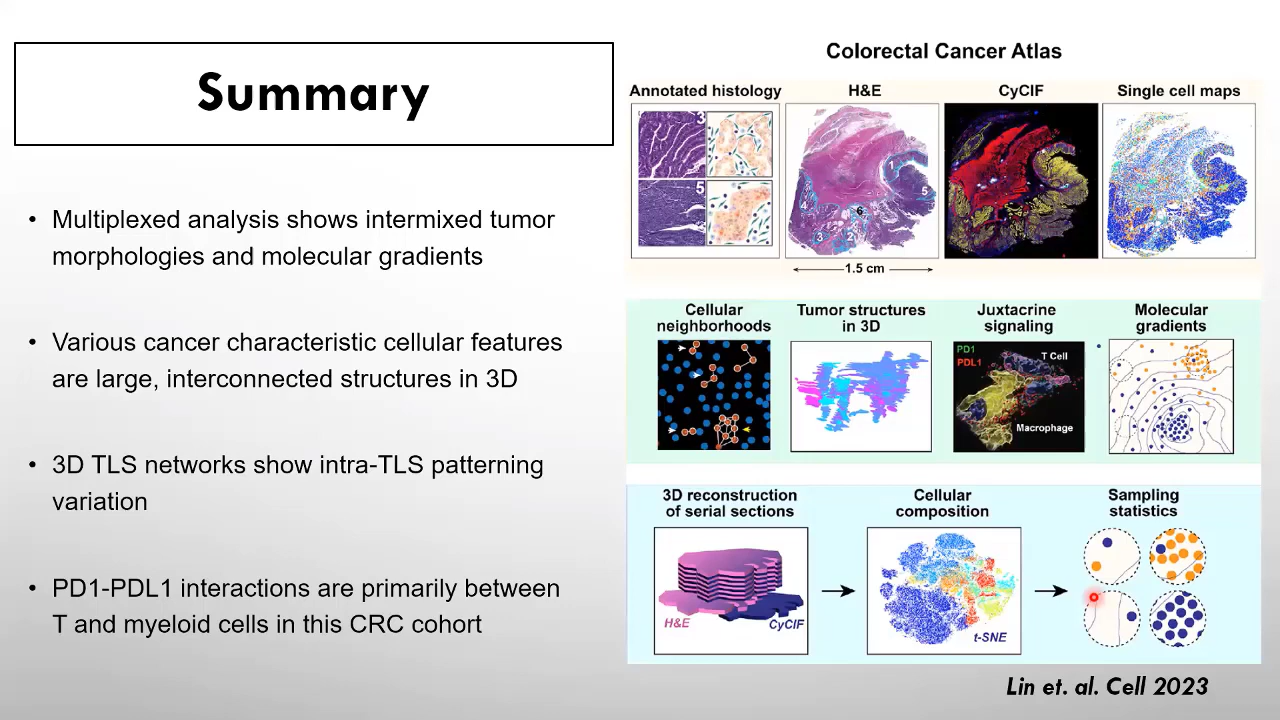 Summary
• Multiplexed analysis shows intermixed tumor
morphologies and molecular gradients
• Various cancer characteristic cellular features
are large, interconnected structures in 3D
• 3D TLS networks show intra-TLS patterning
variation
• PD1-PDL1 interactions are primarily between
T and myeloid cells in this CRC cohort
Colorectal Cancer Atlas
Annotated histology
H&E
CyCIF
Single cell maps
3
5
1
5
4
6
3
2
1.5 cm
Cellular
neighborhoods
Tumor structures
in 3D
Juxtacrine
signaling
Molecular
gradients
PD1
PDL1
T Cell
Macrophage
3D reconstruction
of serial sections
Cellular
composition
Sampling
statistics
H&E
CyCIF
t-SNE
Lin et. al. Cell 2023